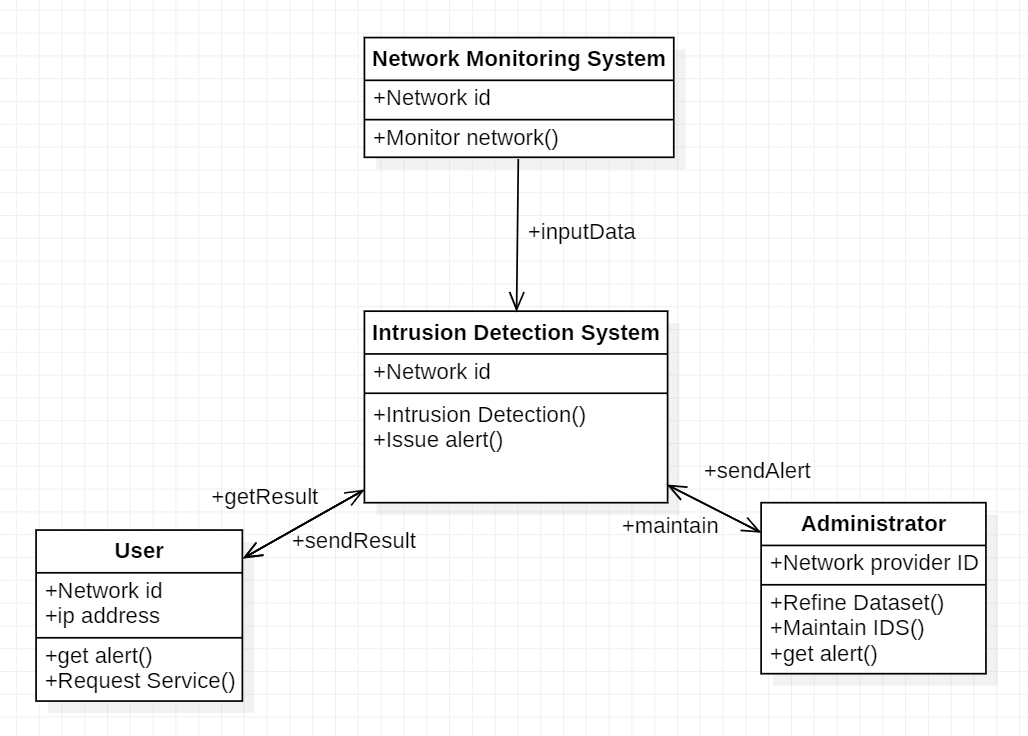 Network Monitoring System
+Network id
+Monitor network()
+inputData
Intrusion Detection System
+Network id
+Intrusion Detection()
+Issue alert()
+sendAlert
+getResult
+maintain
+sendResult
User
+Network id
+ip address
+get alert()
+Request Service()
Administrator
+Network provider ID
+Refine Dataset()
+Maintain IDS()
+get alert()